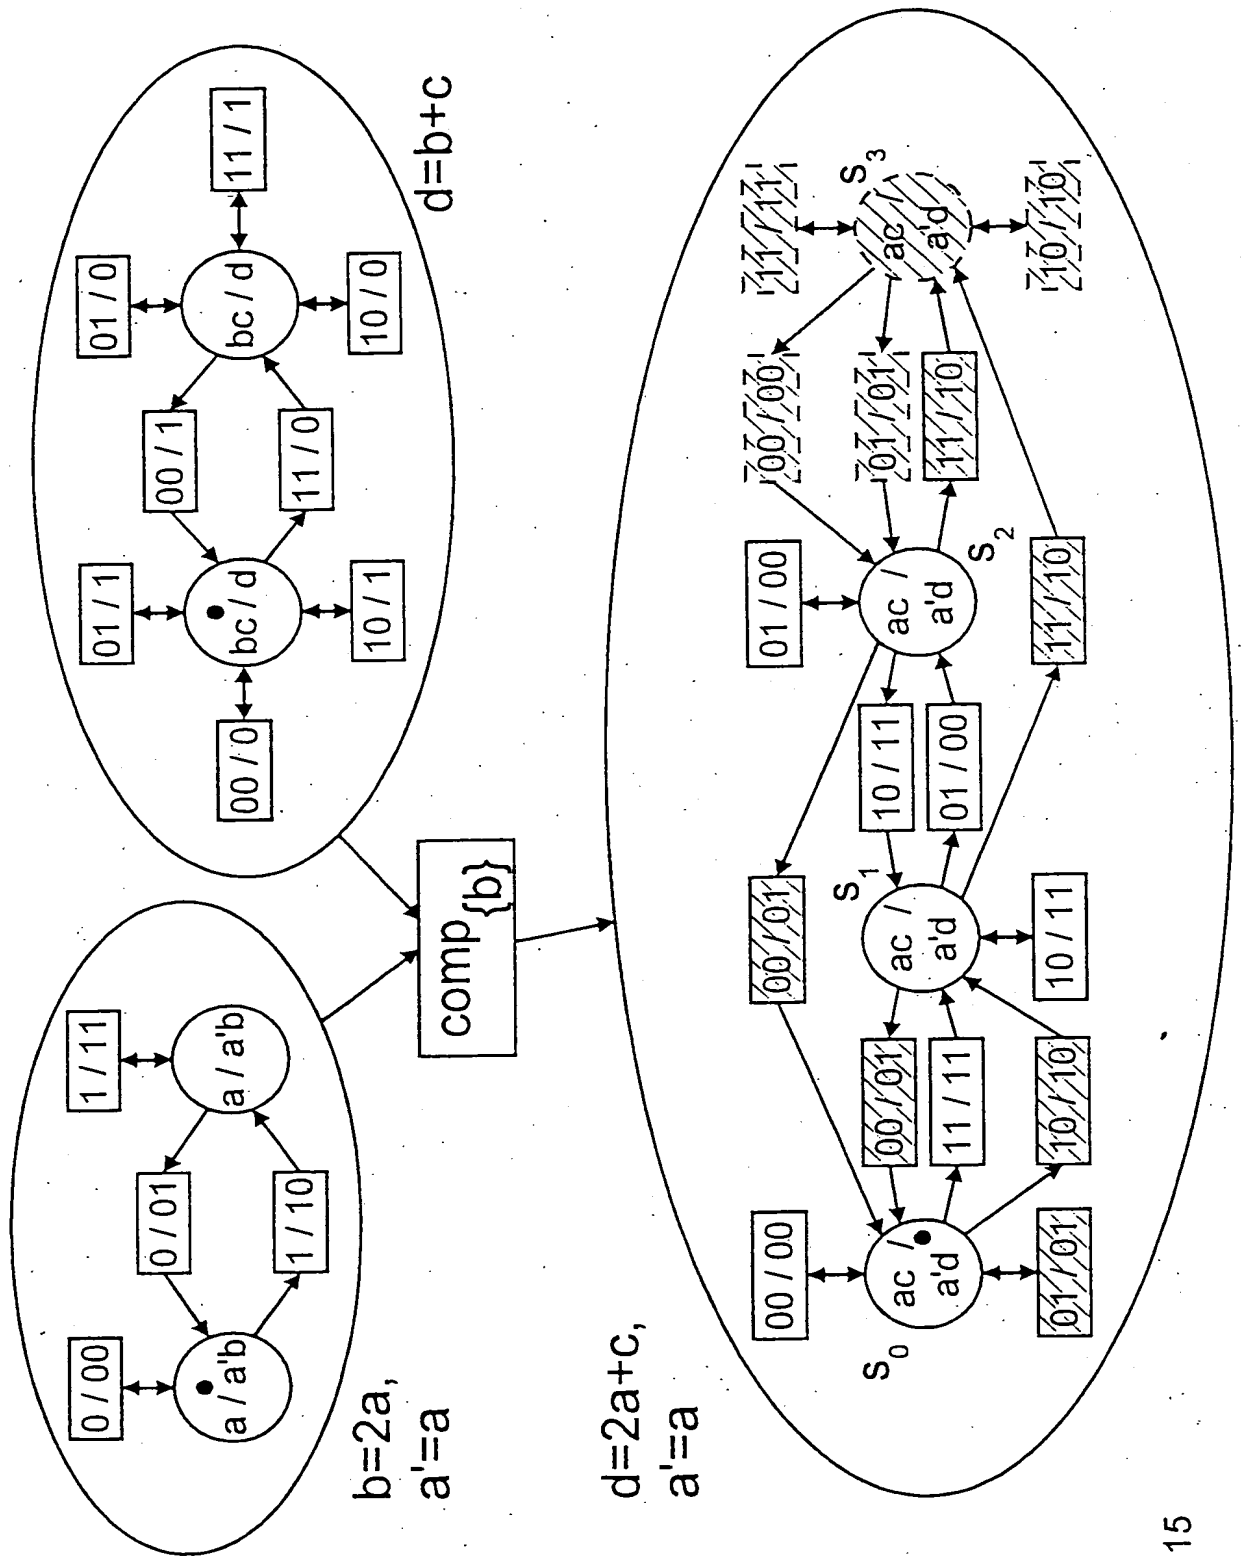 0 / 00
a / a'b
0 / 01
1 / 10
1 / 11
a / a'b
b=2a,
a'=a
00 / 0
01 / 1
bc / d
10 / 1
00 / 1
11 / 0
01 / 0
bc / d
10 / 0
11 / 1
d=b+c
comp{b}
d=2a+c,
a'=a
S0
00 / 00
ac /
a'd
01 / 01
00 / 01
11 / 11
10 / 10
00 / 01
S1
ac /
a'd
10 / 11
10 / 11
01 / 00
01 / 00
ac /
a'd
S2
11 / 10
00 / 00
01 / 01
11 / 10
11 / 11
S3
ac /
a'd
10 / 10
15